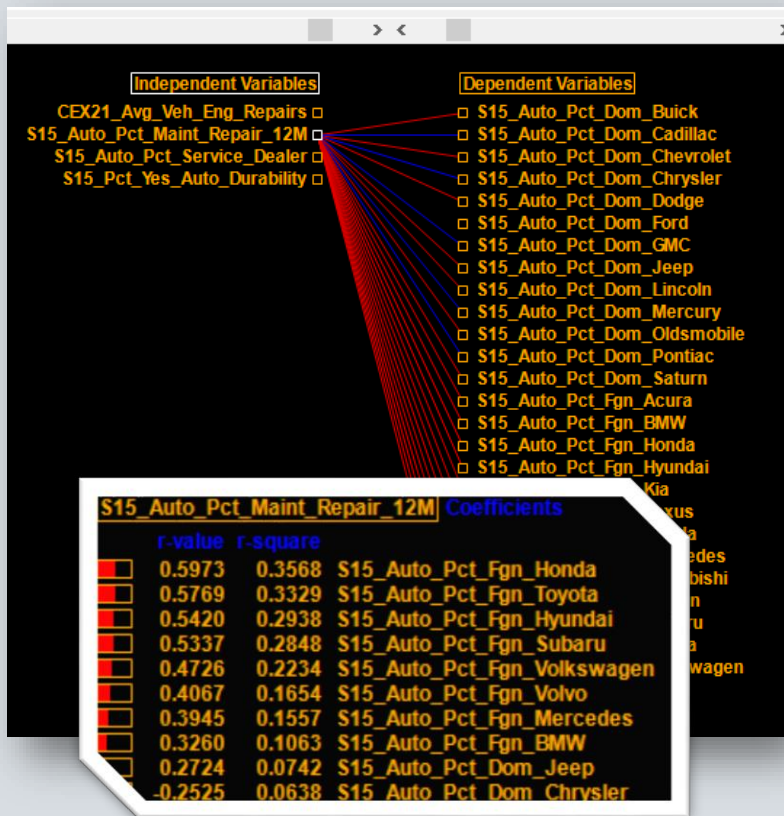 > <
Independent Variables
CEX21_Avg_Veh_Eng_Repairs
S15_Auto_Pct_Maint_Repair_12M
S15_Auto_Pct_Service_Dealer
S15_Pct_Yes_Auto_Durability
Dependent Variables
S15_Auto_Pct_Dom_Buick
S15_Auto_Pct_Dom_Cadillac
S15_Auto_Pct_Dom_Chevrolet
S15_Auto_Pct_Dom_Chrysler
S15_Auto_Pct_Dom_Dodge
S15_Auto_Pct_Dom_Ford
S15_Auto_Pct_Dom_GMC
S15_Auto_Pct_Dom_Jeep
S15_Auto_Pct_Dom_Lincoln
S15_Auto_Pct_Dom_Mercury
S15_Auto_Pct_Dom_Oldsmobile
S15_Auto_Pct_Dom_Pontiac
S15_Auto_Pct_Dom_Saturn
S15_Auto_Pct_Fgn_Acura
S15_Auto_Pct_Fgn_BMW
S15_Auto_Pct_Fgn_Honda
S15_Auto_Pct_Fgn_Hyundai
Kia
xus
edes
bishi
n
ru
a
wagen
S15_Auto_Pct_Maint_Repair_12M Coefficients
r-value r-square
0.5973 0.3568 S15_Auto_Pct_Fgn_Honda
0.5769 0.3329 S15_Auto_Pct_Fgn_Toyota
0.5420 0.2938 S15_Auto_Pct_Fgn_Hyundai
0.5337 0.2848 S15_Auto_Pct_Fgn_Subaru
0.4726 0.2234 S15_Auto_Pct_Fgn_Volkswagen
0.4067 0.1654 S15_Auto_Pct_Fgn_Volvo
0.3945 0.1557 S15_Auto_Pct_Fgn_Mercedes
0.3260 0.1063 S15_Auto_Pct_Fgn_BMW
0.2724 0.0742 S15_Auto_Pct_Dom_Jeep
-0.2525 0.0638 S15_Auto_Pct_Dom_Chrysler